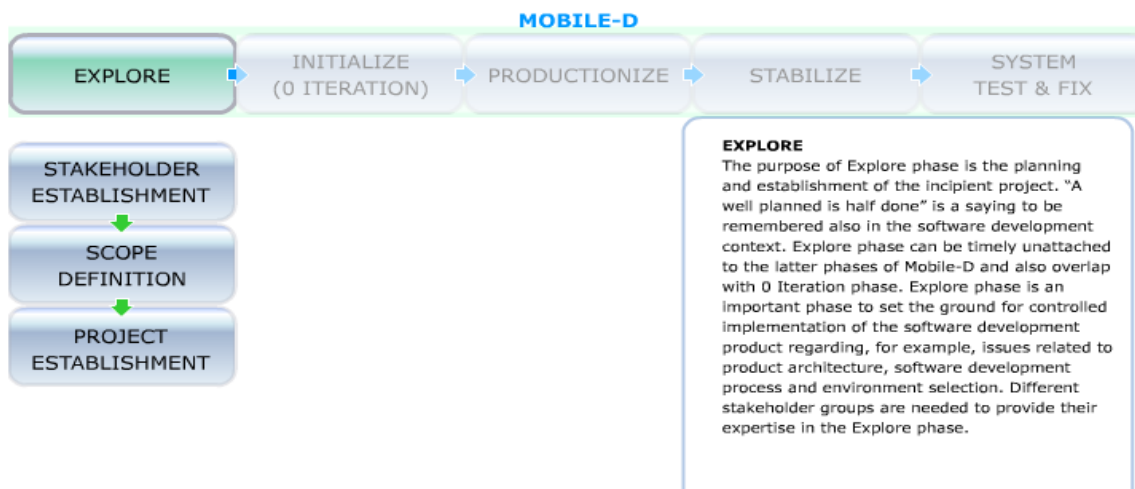 MOBILE-D
EXPLORE
INITIALIZE
(0 ITERATION)
PRODUCTIONIZE
STABILIZE
SYSTEM
TEST & FIX
STAKEHOLDER
ESTABLISHMENT
SCOPE
DEFINITION
PROJECT
ESTABLISHMENT
EXPLORE
The purpose of Explore phase is the planning
and establishment of the incipient project. “A
well planned is half done” is a saying to be
remembered also in the software development
context. Explore phase can be timely unattached
to the latter phases of Mobile-D and also overlap
with 0 Iteration phase. Explore phase is an
important phase to set the ground for controlled
implementation of the software development
product regarding, for example, issues related to
product architecture, software development
process and environment selection. Different
stakeholder groups are needed to provide their
expertise in the Explore phase.